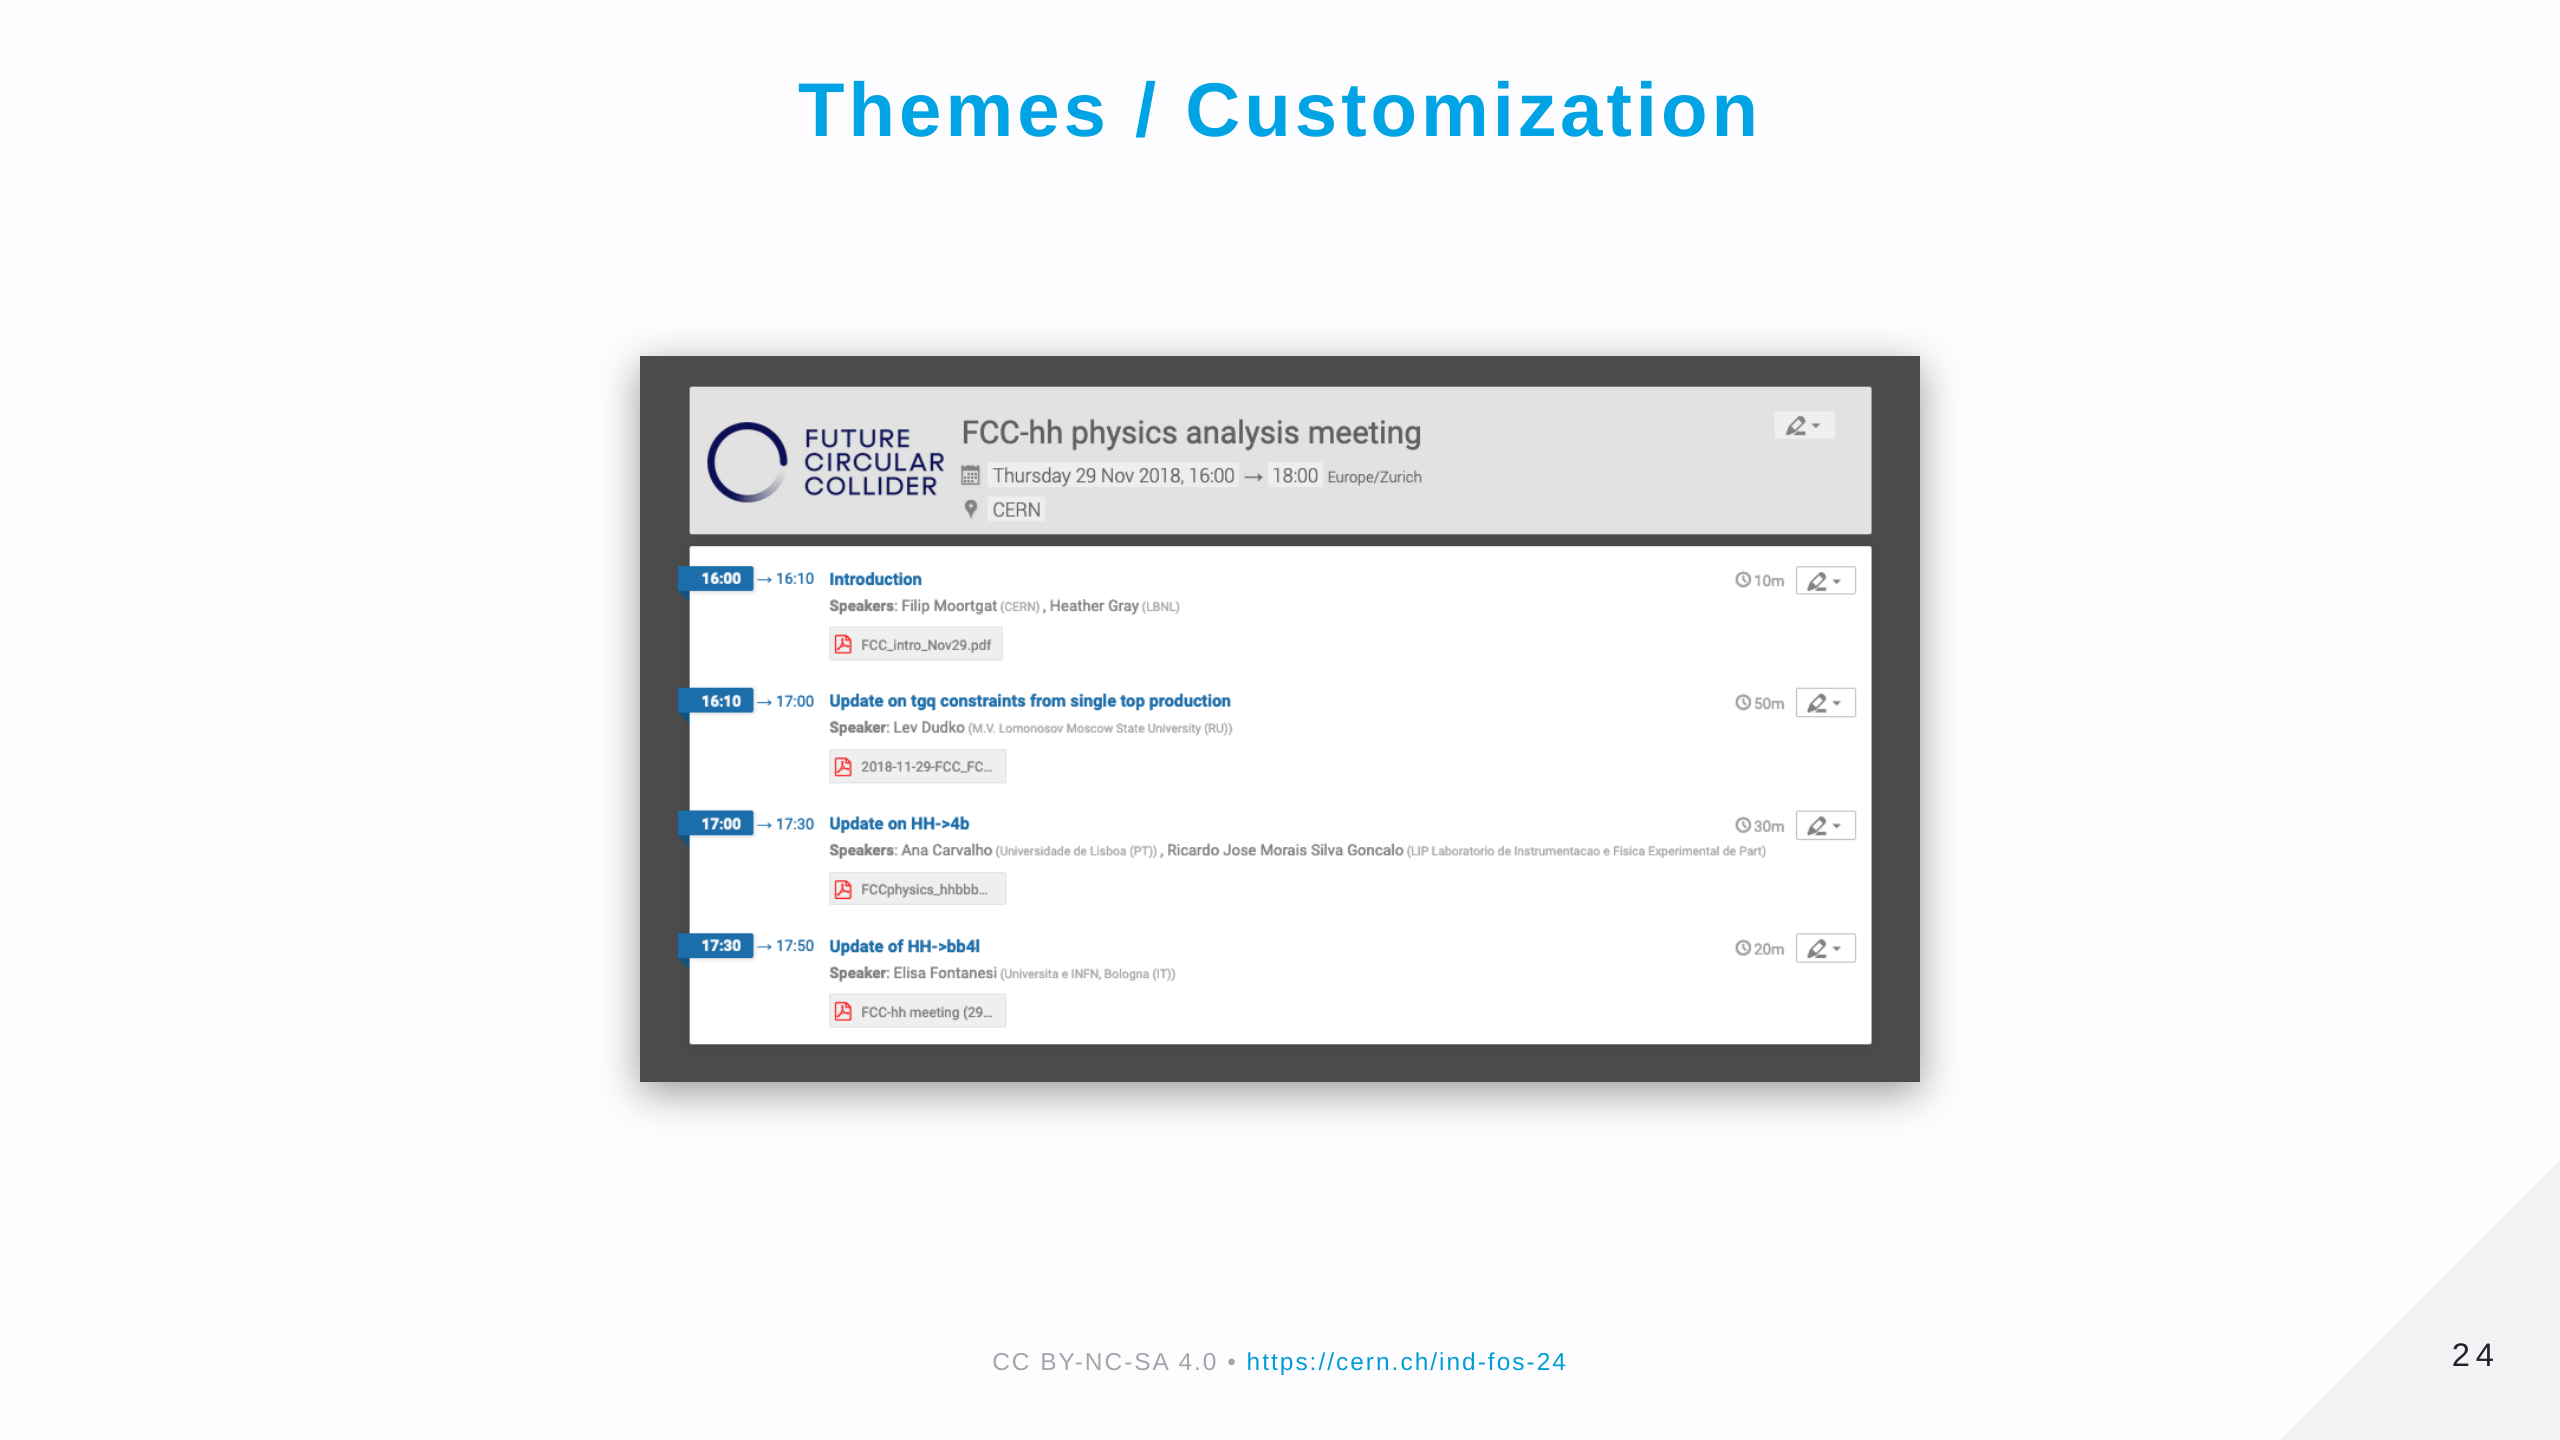 Themes / Customization
FUTURE
CIRCULAR
COLLIDER
FCC-hh physics analysis meeting
Thursday 29 Nov 2018, 16:00 → 18:00 Europe/Zurich
CERN
16:00 → 16:10 Introduction 10m
Speakers: Filip Moortgat (CERN) , Heather Gray (LBNL)
FCC_intro_Nov29.pdf
16:10 → 17:00 Update on tgq constraints from single top production 50m
Speaker: Lev Dudko (M.V. Lomonosov Moscow State University (RU))
2018-11-29-FCC_FC...
17:00 → 17:30 Update on HH->4b 30m
Speakers: Ana Carvalho (Universidade de Lisboa (PT)) , Ricardo Jose Morais Silva Goncalo (LIP Laboratorio de Instrumentacao e Fisica Experimental de Part)
FCCphysics_hhbbb...
17:30 → 17:50 Update of HH->bb4l 20m
Speaker: Elisa Fontanesi (Universita e INFN, Bologna (IT))
FCC-hh meeting (29...
CC BY-NC-SA 4.0 • https://cern.ch/ind-fos-24
24